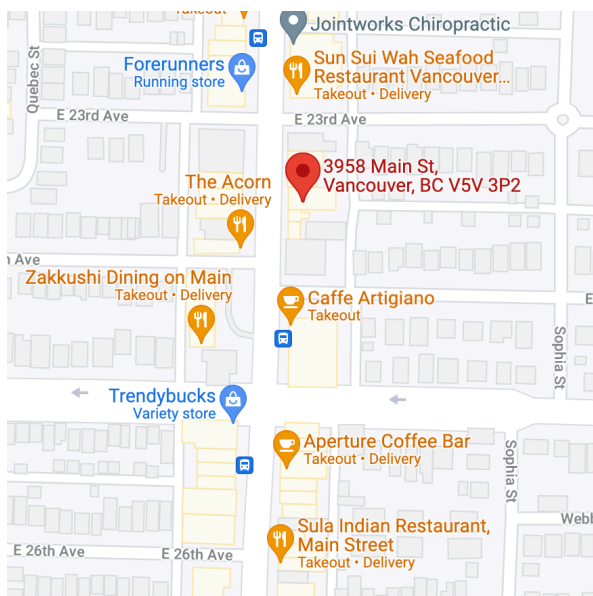 Takeout
Jointworks Chiropractic
Quebec St
Forerunners
Running store
Sun Sui Wah Seafood
Restaurant Vancouver...
Takeout • Delivery
E 23rd Ave
E 23rd Ave
3958 Main St,
Vancouver, BC V5V 3P2
The Acorn
Takeout • Delivery
Ave
Zakkushi Dining on Main
Takeout • Delivery
Caffe Artigiano
Takeout
E
Sophia St
Trendybucks
Variety store
Aperture Coffee Bar
Takeout • Delivery
Sophia St
Sula Indian Restaurant,
Main Street
Takeout • Delivery
Webb
E 26th Ave
E 26th Ave